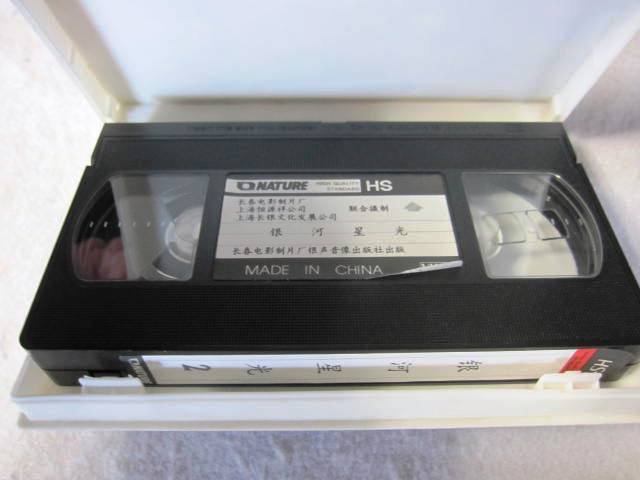 NATURE HIGH QUALITY STANDARD HS
长春电影制片厂
上海恒源祥公司 联合摄制
上海长银文化发展公司
银河星光
长春电影制片厂银声音像出版社出版
MADE IN CHINA
NATURE 银河星光2 HS